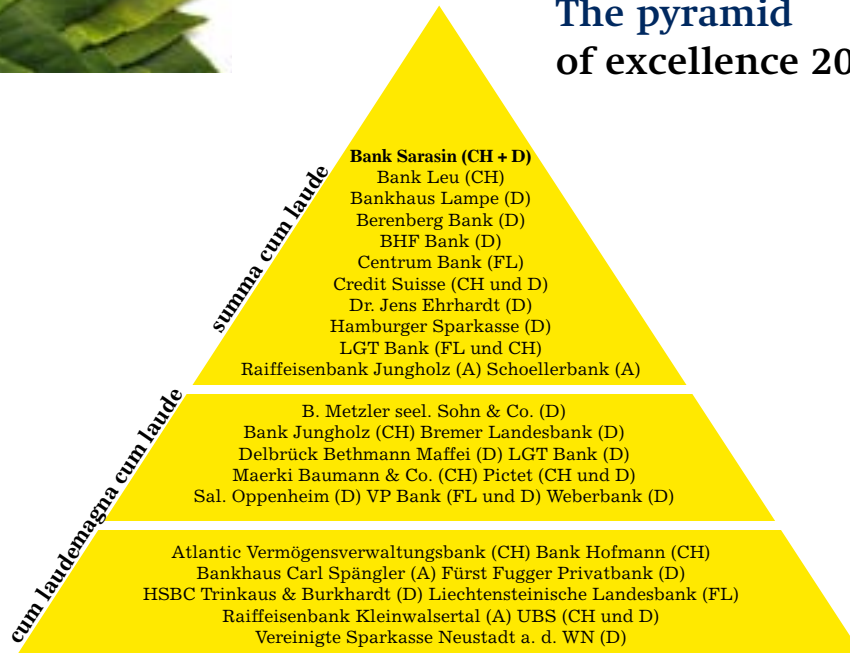 The pyramid
of excellence 20
summa cum laude
Bank Sarasin (CH + D)
Bank Leu (CH)
Bankhaus Lampe (D)
Berenberg Bank (D)
BHF Bank (D)
Centrum Bank (FL)
Credit Suisse (CH und D)
Dr. Jens Ehrhardt (D)
Hamburger Sparkasse (D)
LGT Bank (FL und CH)
Raiffeisenbank Jungholz (A) Schoellerbank (A)
magna cum laude
B. Metzler seel. Sohn & Co. (D)
Bank Jungholz (CH) Bremer Landesbank (D)
Delbrück Bethmann Maffei (D) LGT Bank (D)
Maerki Baumann & Co. (CH) Pictet (CH und D)
Sal. Oppenheim (D) VP Bank (FL und D) Weberbank (D)
cum laude
Atlantic Vermögensverwaltungsbank (CH) Bank Hofmann (CH)
Bankhaus Carl Spängler (A) Fürst Fugger Privatbank (D)
HSBC Trinkaus & Burkhardt (D) Liechtensteinische Landesbank (FL)
Raiffeisenbank Kleinwalsertal (A) UBS (CH und D)
Vereinigte Sparkasse Neustadt a. d. WN (D)